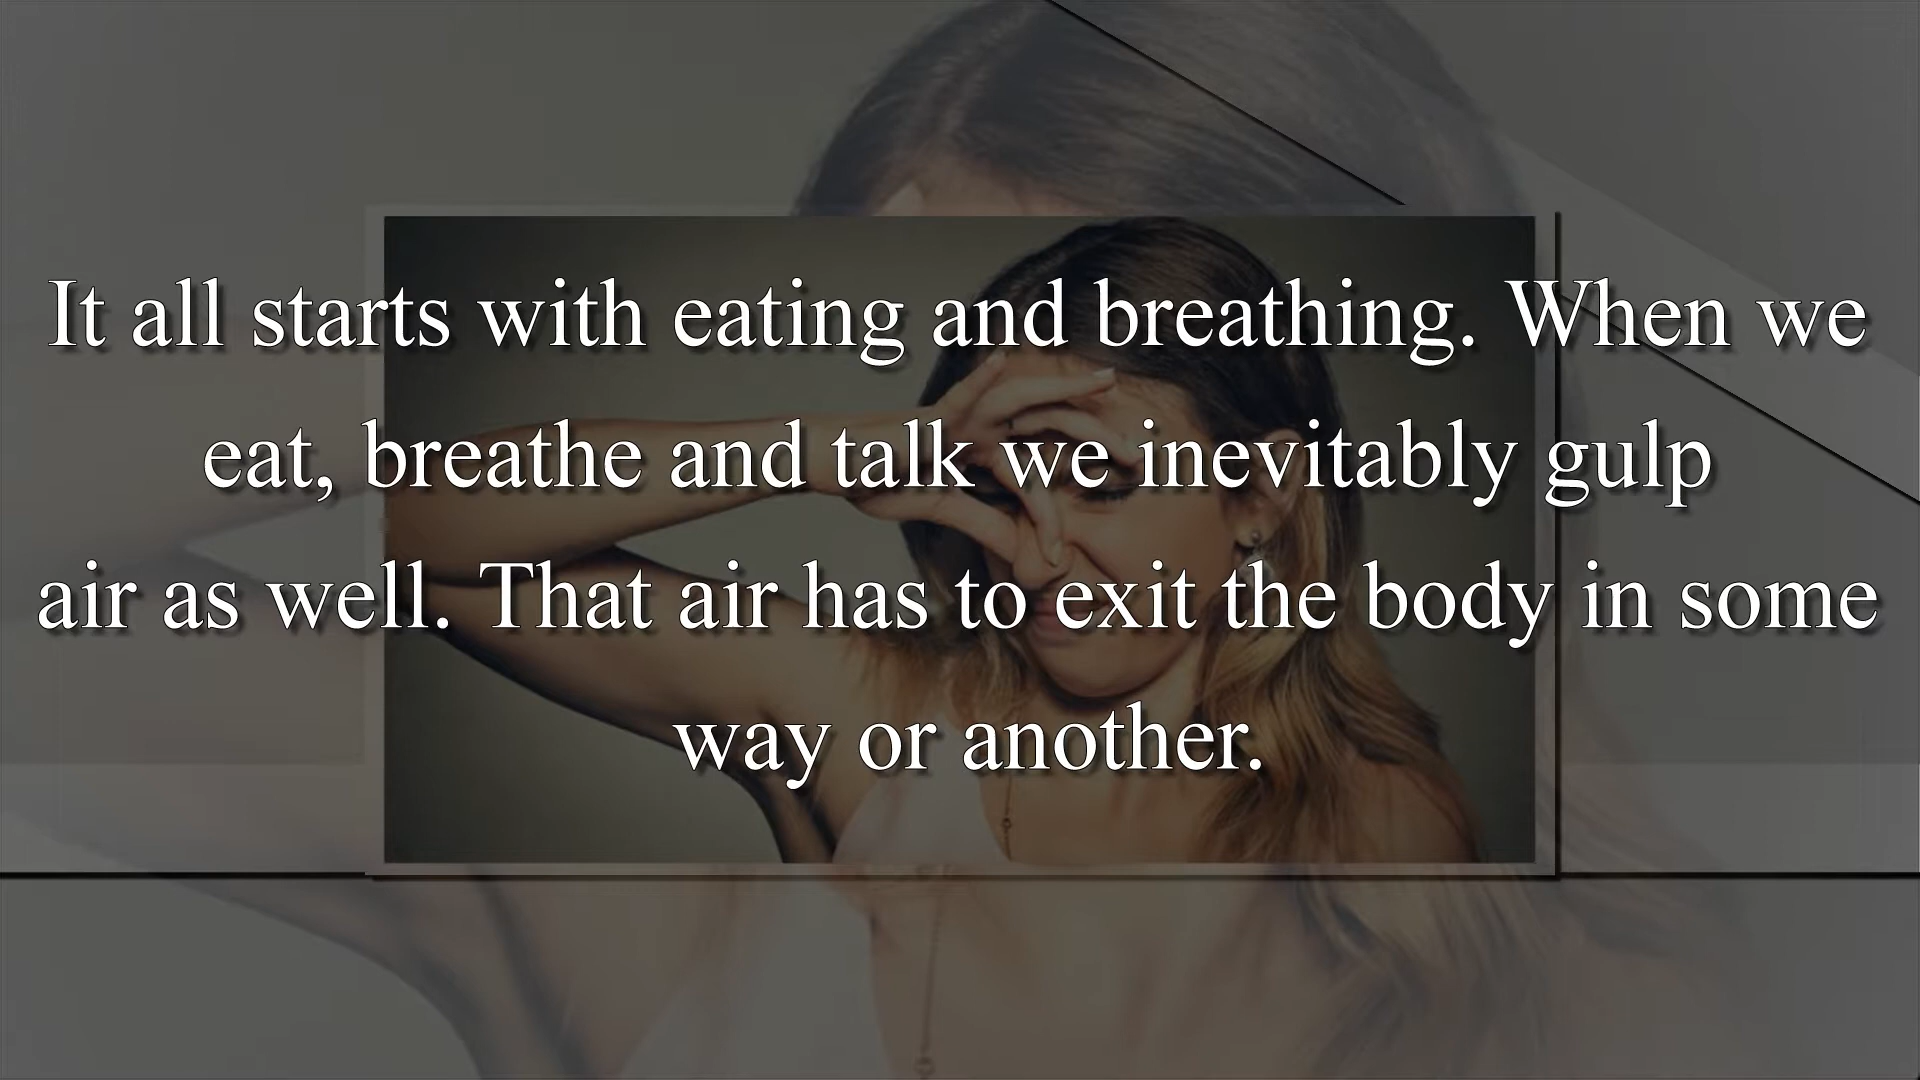 It all starts with eating and breathing. When we
eat, breathe and talk we inevitably gulp
air as well. That air has to exit the body in some
way or another.